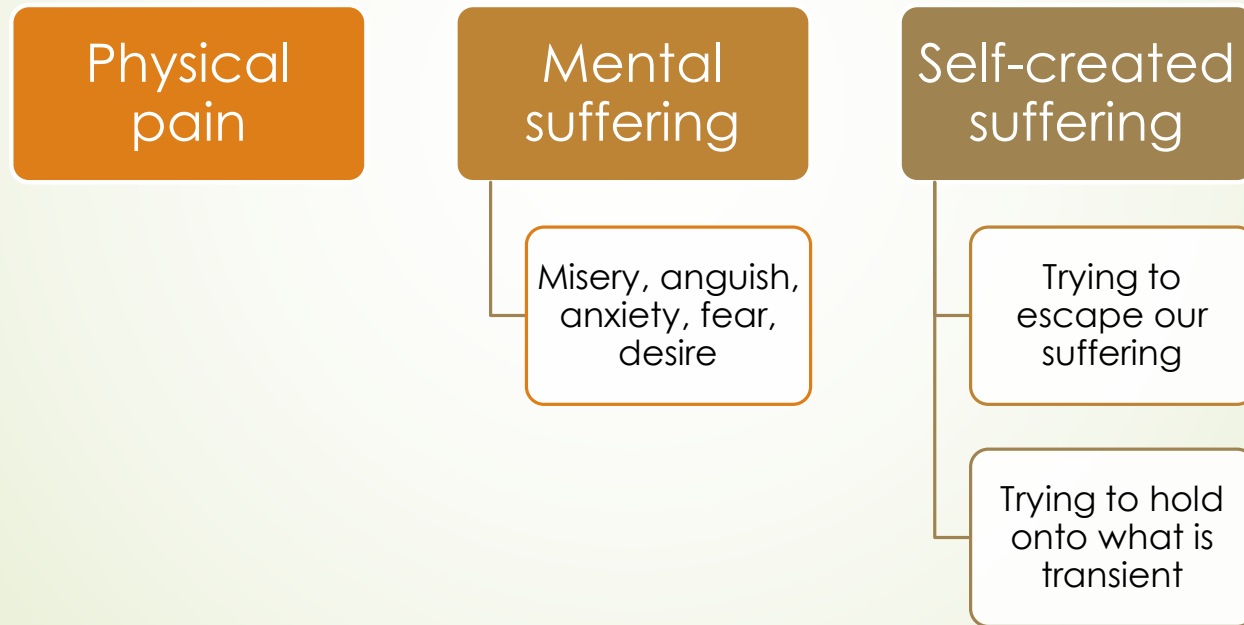 Physical
pain
Mental
suffering
Misery, anguish,
anxiety, fear,
desire
Self-created
suffering
Trying to
escape our
suffering
Trying to hold
onto what is
transient